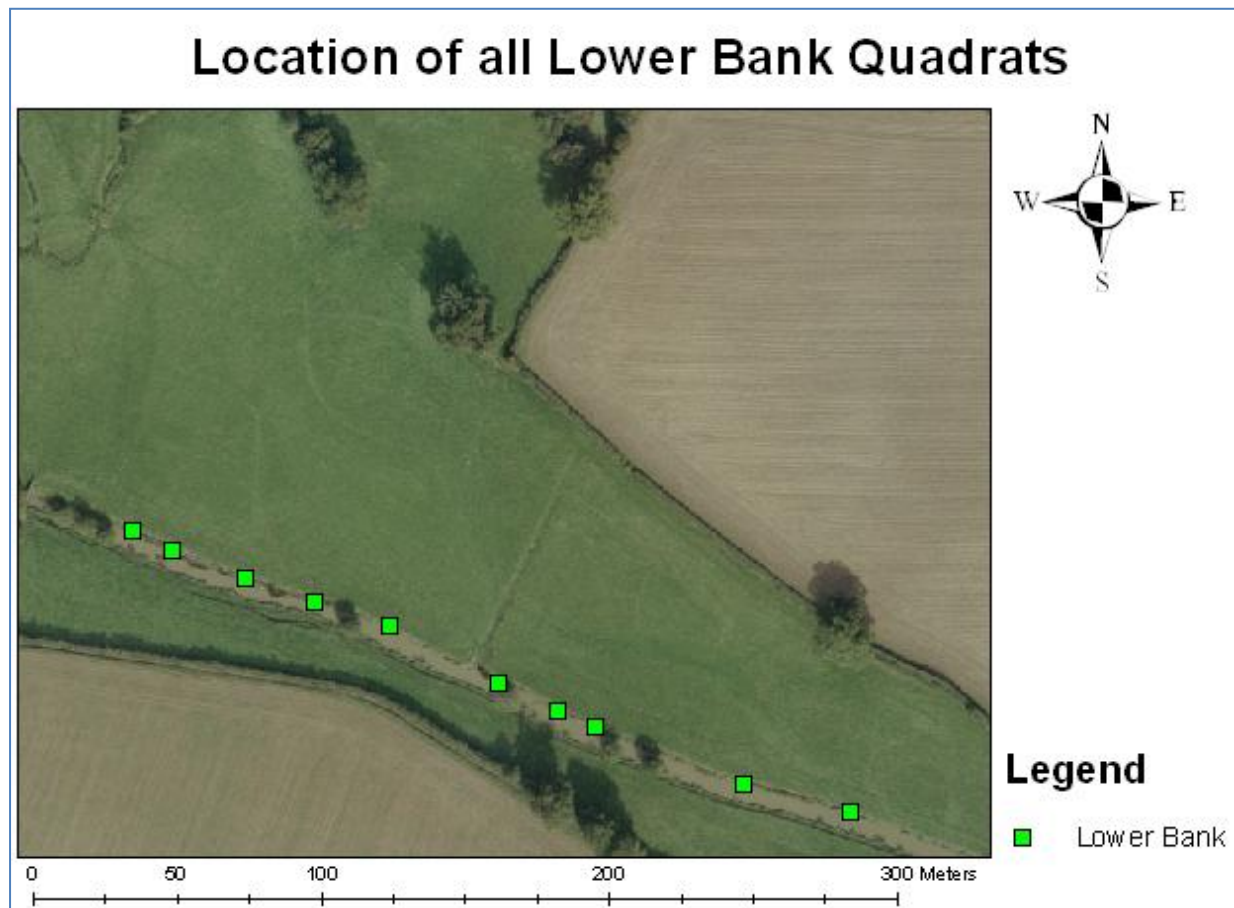 Location of all Lower Bank Quadrats
N
W E
S
Legend
Lower Bank
0 50 100 200 300 Meters